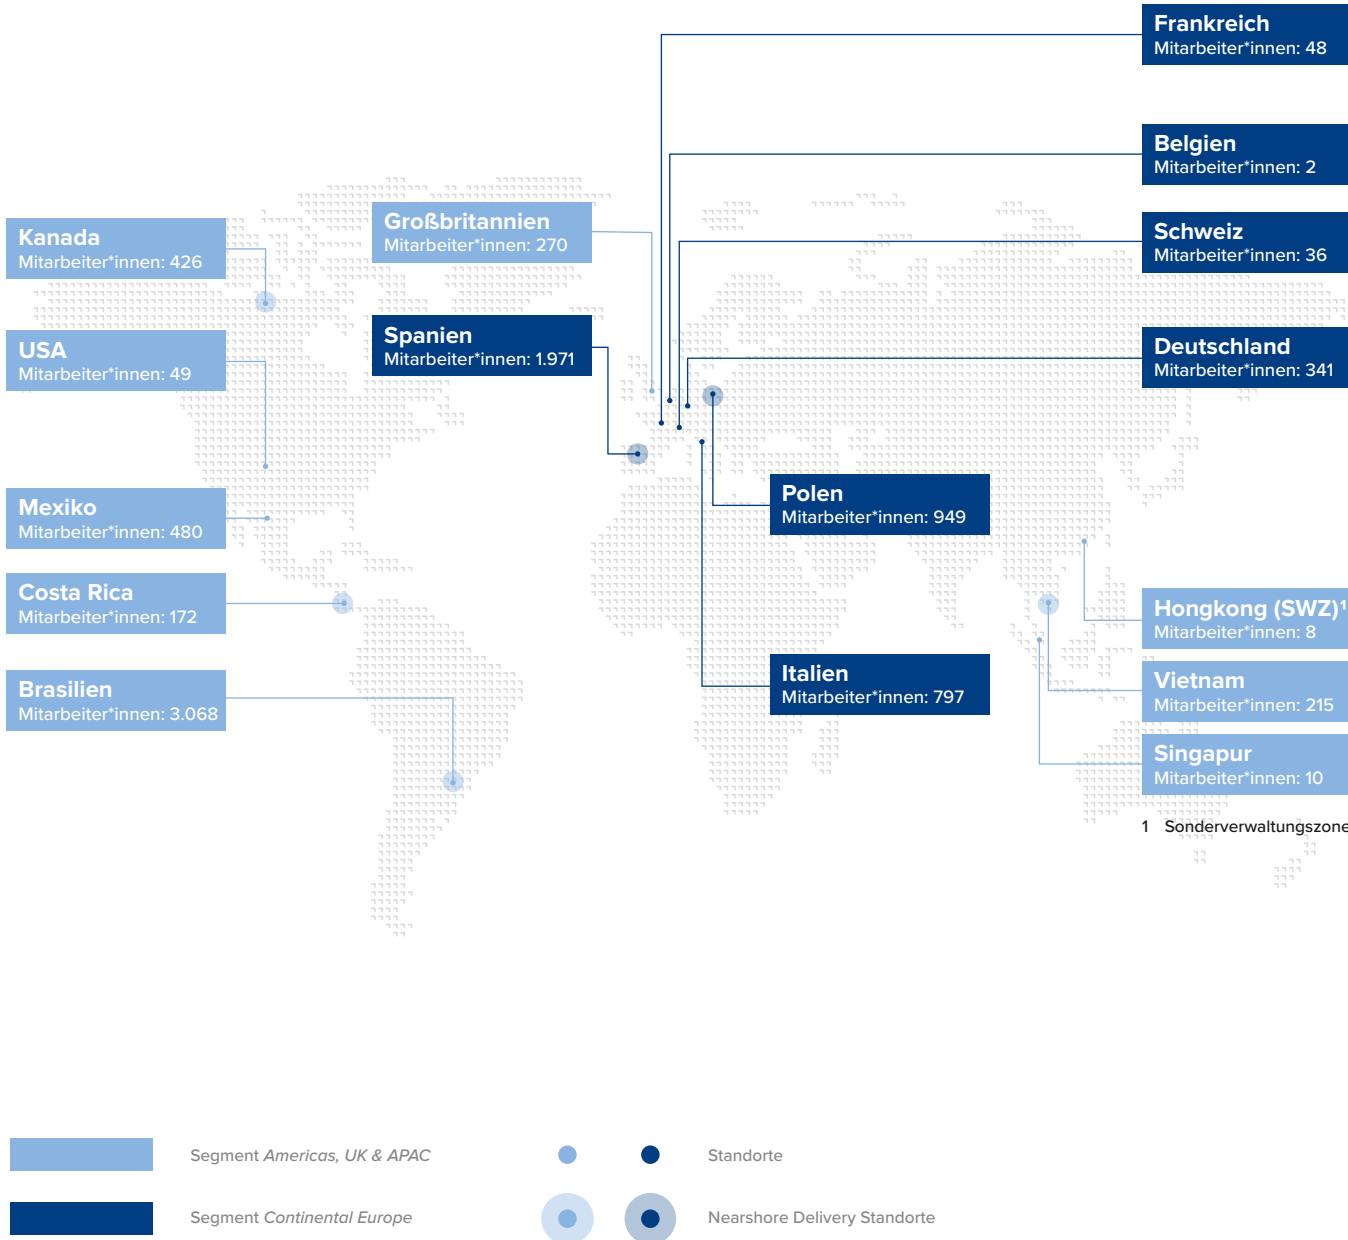 Frankreich
Mitarbeiter*innen: 48
Belgien
Mitarbeiter*innen: 2
Kanada
Mitarbeiter*innen: 426
Großbritannien
Mitarbeiter*innen: 270
Schweiz
Mitarbeiter*innen: 36
USA
Mitarbeiter*innen: 49
Spanien
Mitarbeiter*innen: 1.971
Deutschland
Mitarbeiter*innen: 341
Mexiko
Mitarbeiter*innen: 480
Polen
Mitarbeiter*innen: 949
Costa Rica
Mitarbeiter*innen: 172
Hongkong (SWZ)¹
Mitarbeiter*innen: 8
Brasilien
Mitarbeiter*innen: 3.068
Italien
Mitarbeiter*innen: 797
Vietnam
Mitarbeiter*innen: 215
Singapur
Mitarbeiter*innen: 10
1 Sonderverwaltungszone
Segment Americas, UK & APAC
Standorte
Segment Continental Europe
Nearshore Delivery Standorte